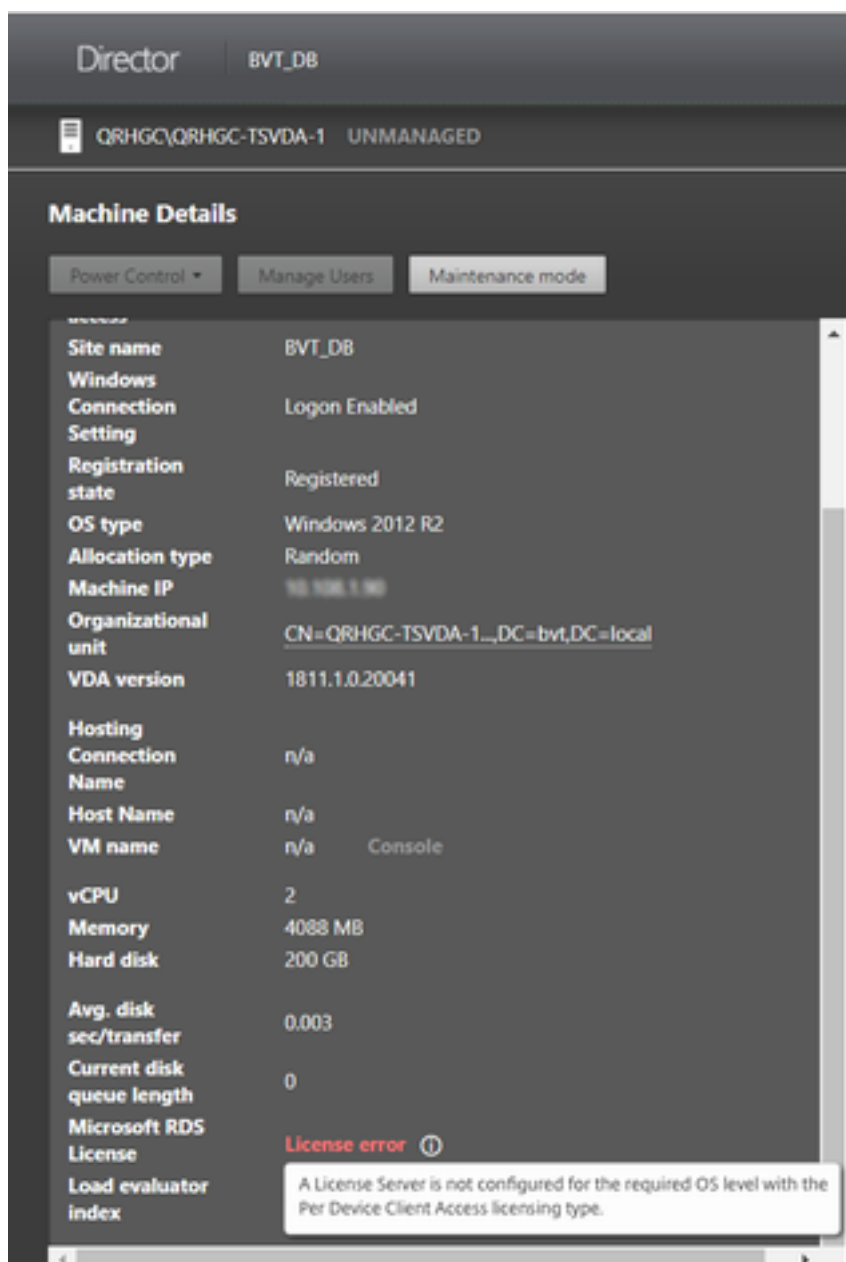 Director BVT_DB
QRHGC\QRHGC-TSVDA-1 UNMANAGED
Machine Details
Power Control Manage Users Maintenance mode
access
Site name BVT_DB
Windows
Connection Logon Enabled
Setting
Registration
state Registered
OS type Windows 2012 R2
Allocation type Random
Machine IP
Organizational
unit CN=QRHGC-TSVDA-1...,DC=bvt,DC=local
VDA version 1811.1.0.20041
Hosting
Connection n/a
Name
Host Name n/a
VM name n/a Console
vCPU 2
Memory 4088 MB
Hard disk 200 GB
Avg. disk
sec/transfer 0.003
Current disk
queue length 0
Microsoft RDS
License License error
Load evaluator
index
A License Server is not configured for the required OS level with the
Per Device Client Access licensing type.